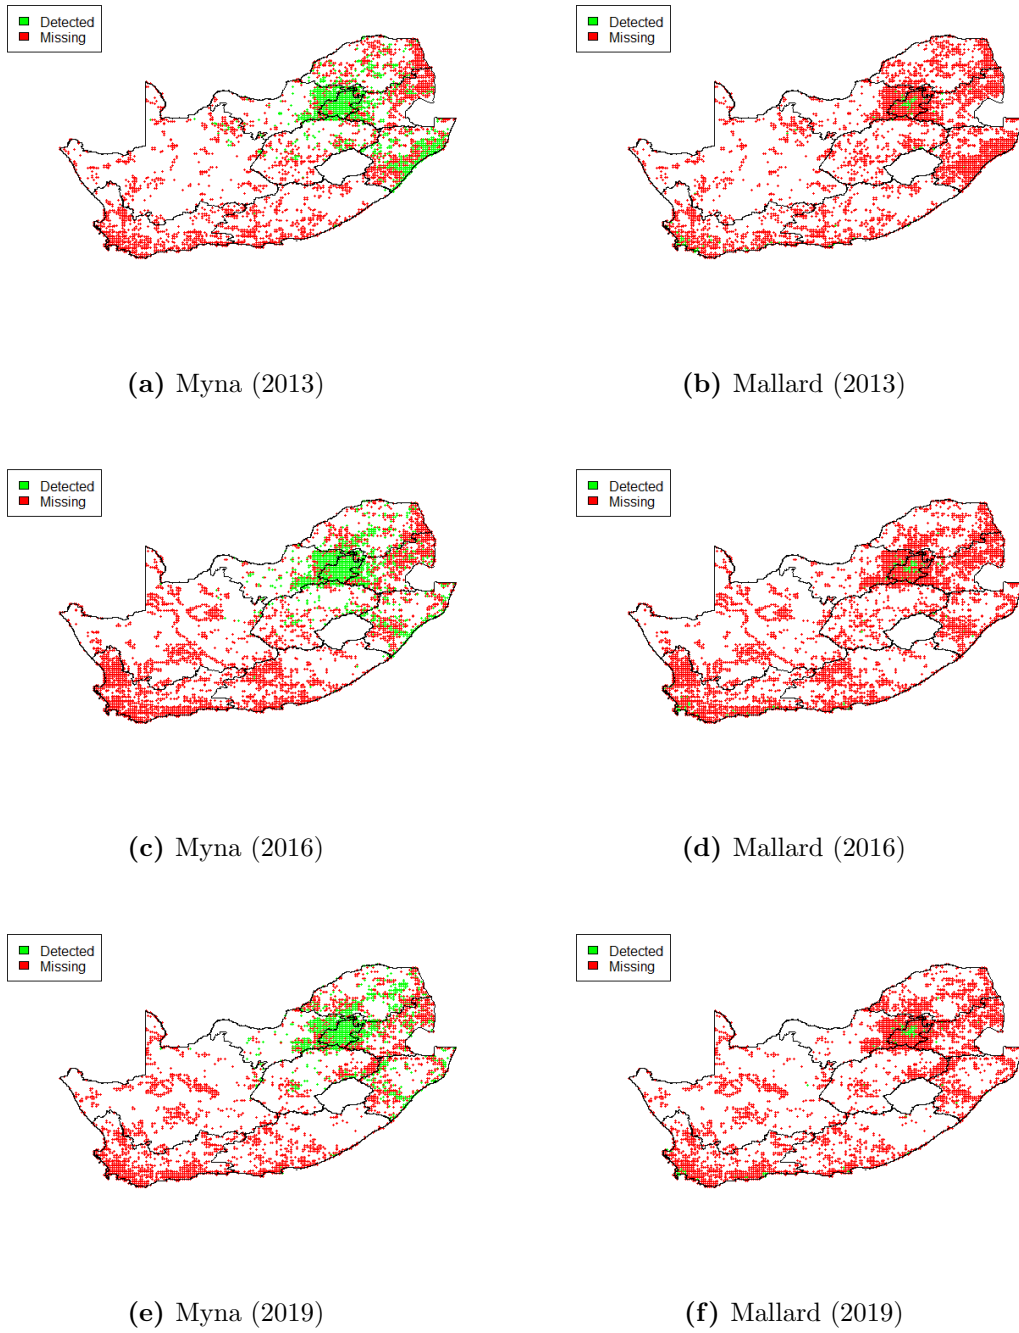 Detected
Missing
Detected
Missing
(a) Myna (2013)
(b) Mallard (2013)
Detected
Missing
Detected
Missing
(c) Myna (2016)
(d) Mallard (2016)
Detected
Missing
Detected
Missing
(e) Myna (2019)
(f) Mallard (2019)